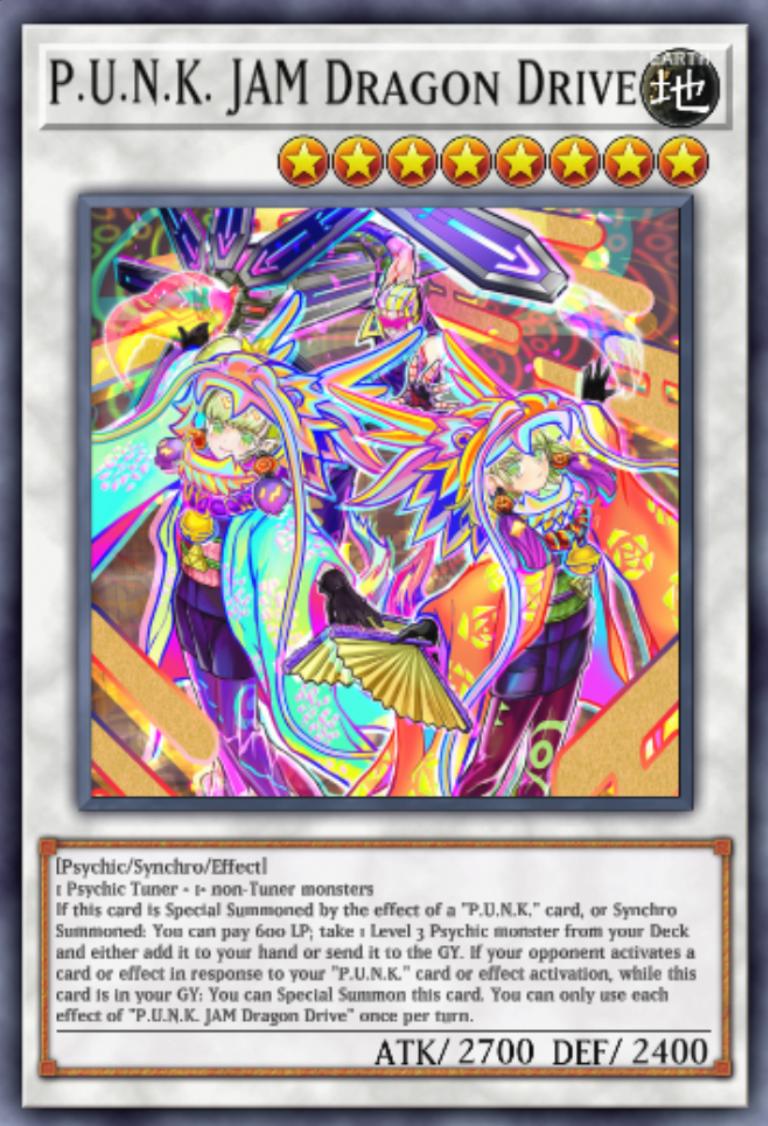 P.U.N.K. JAM DRAGON DRIVE
EARTH
地
[Psychic/Synchro/Effect]
1 Psychic Tuner + 1+ non-Tuner monsters
If this card is Special Summoned by the effect of a "P.U.N.K." card, or Synchro
Summoned: You can pay 600 LP; take 1 Level 3 Psychic monster from your Deck
and either add it to your hand or send it to the GY. If your opponent activates a
card or effect in response to your "P.U.N.K." card or effect activation, while this
card is in your GY: You can Special Summon this card. You can only use each
effect of "P.U.N.K. JAM Dragon Drive" once per turn.
ATK/ 2700 DEF/ 2400